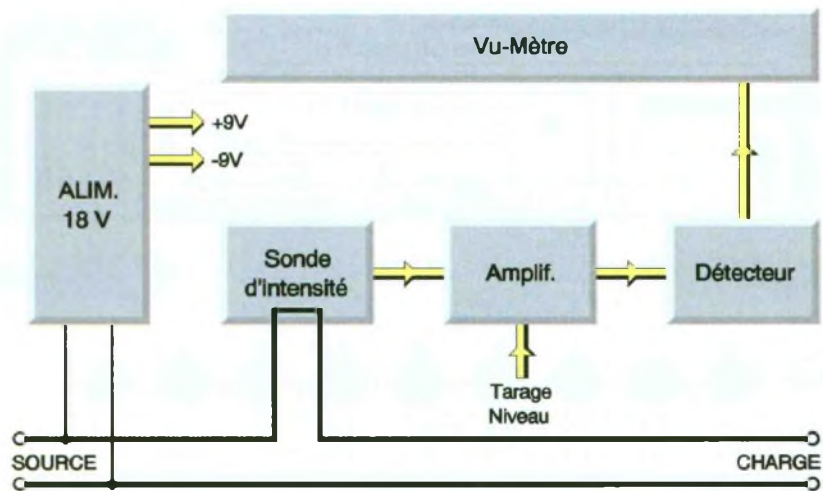 Vu-Mètre
+9V
-9V
ALIM.
18 V
Sonde
d'intensité
Amplif.
Détecteur
Tarage
Niveau
SOURCE
CHARGE